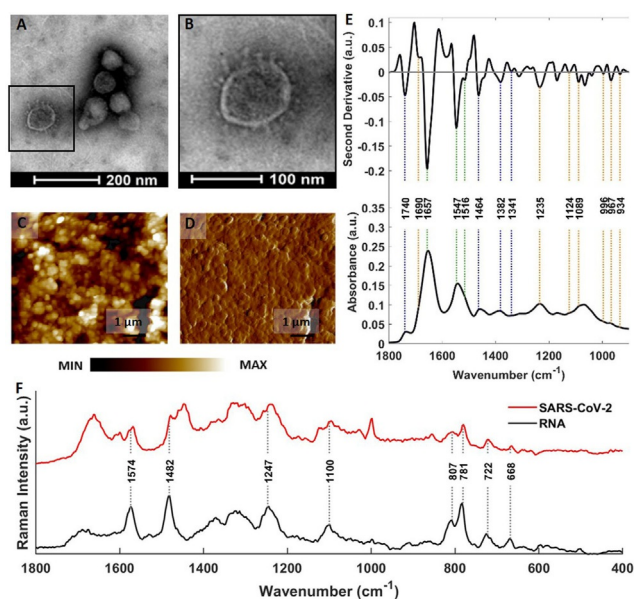 A
200 nm
B
100 nm
C
1 µm
D
1 µm
MIN MAX
E
Second Derivative (a.u.)
0.1
0.05
0
-0.05
-0.1
-0.15
-0.2
1740
1690
1657
1547
1516
1464
1382
1341
1235
1124
1089
996
967
934
Absorbance (a.u.)
0.35
0.3
0.25
0.2
0.15
0.1
0.05
0
1800 1600 1400 1200 1000
Wavenumber (cm-1)
F
Raman Intensity (a.u.)
SARS-CoV-2
RNA
1574
1482
1247
1100
807
781
722
668
1800 1600 1400 1200 1000 800 600 400
Wavenumber (cm-1)